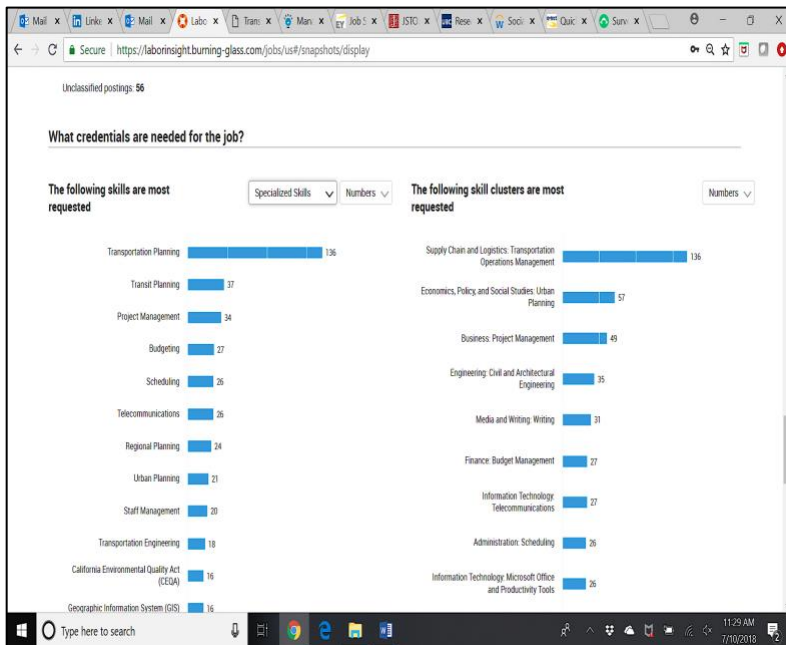 Mail
Linke
Mail
Labo
Trans
Man
EY Job S
JSTO
Rese
Soci
Quic
Surv
Secure https://laborinsight.burning-glass.com/jobs/us#/snapshots/display
Unclassified postings: 56
What credentials are needed for the job?
The following skills are most
requested
Specialized Skills
Numbers
Transportation Planning 136
Transit Planning 37
Project Management 34
Budgeting 27
Scheduling 26
Telecommunications 26
Regional Planning 24
Urban Planning 21
Staff Management 20
Transportation Engineering 18
California Environmental Quality Act
(CEQA) 16
Geographic Information System (GIS) 16
The following skill clusters are most
requested
Numbers
Supply Chain and Logistics: Transportation
Operations Management 136
Economics, Policy, and Social Studies: Urban
Planning 57
Business: Project Management 49
Engineering: Civil and Architectural
Engineering 35
Media and Writing: Writing 31
Finance: Budget Management 27
Information Technology:
Telecommunications 27
Administration: Scheduling 26
Information Technology: Microsoft Office
and Productivity Tools 26
Type here to search
11:29 AM
7/10/2018
2